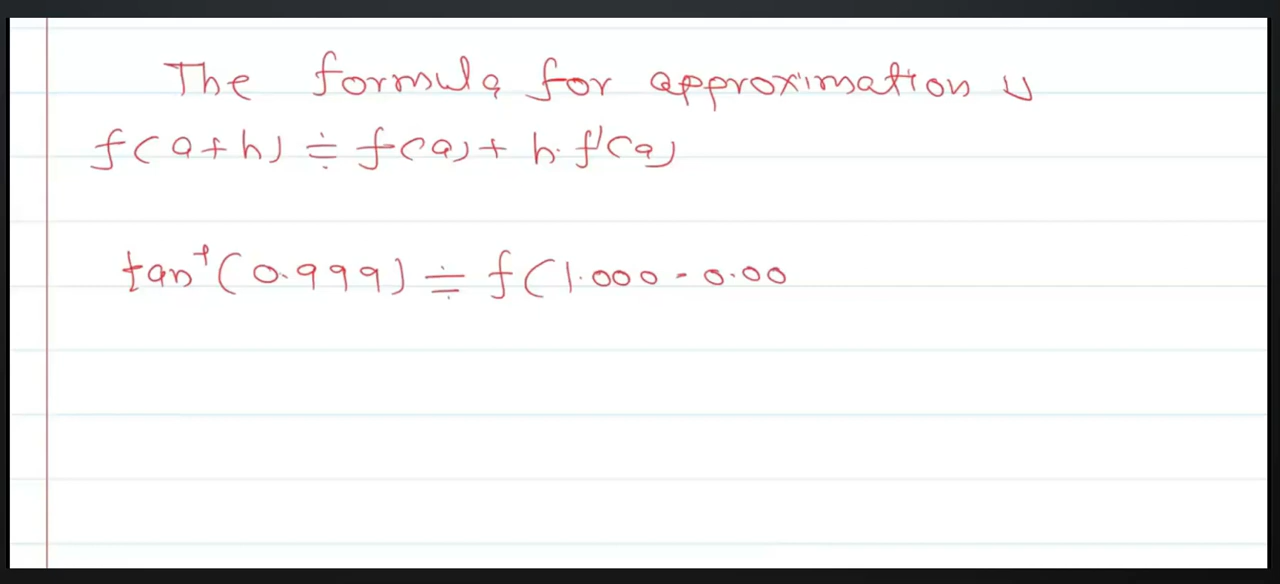 The formula for approximation is
f(a+h) ≑ f(a) + h. f'(a)
tan⁻¹(0.999) ≑ f(1.000 - 0.00